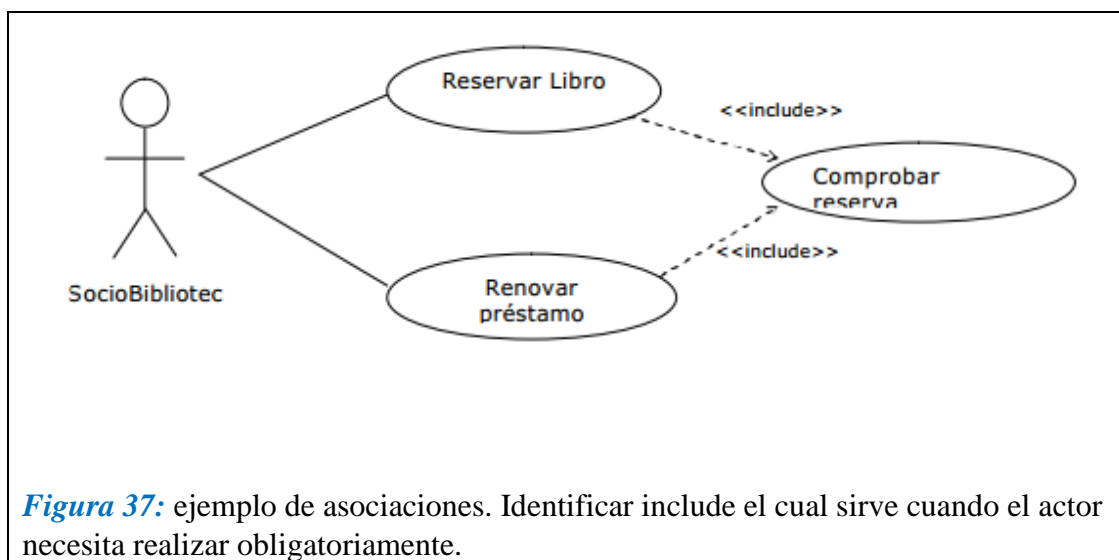 Reservar Libro
<<include>>
Comprobar
reserva
<<include>>
Renovar
préstamo
SocioBibliotec
Figura 37: ejemplo de asociaciones. Identificar include el cual sirve cuando el actor
necesita realizar obligatoriamente.